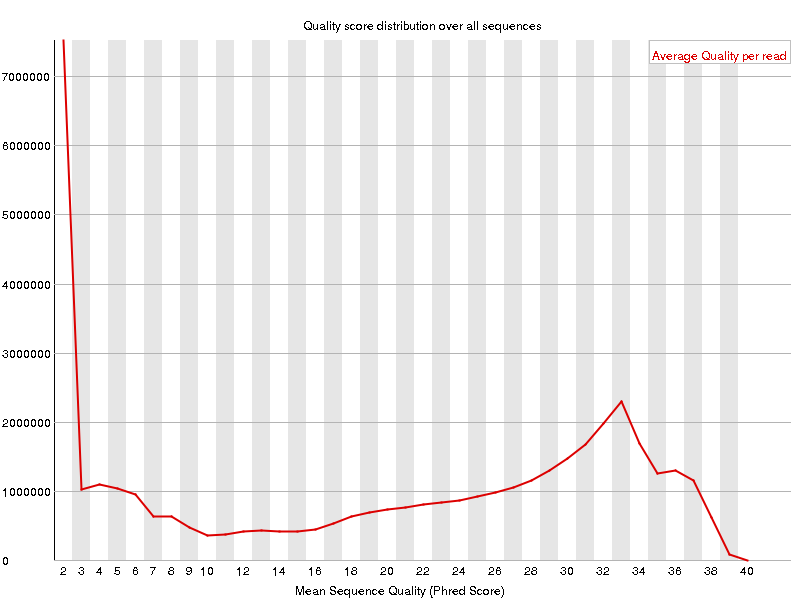 Quality score distribution over all sequences
Average Quality per read
7000000
6000000
5000000
4000000
3000000
2000000
1000000
0
2 3 4 5 6 7 8 9 10 12 14 16 18 20 22 24 26 28 30 32 34 36 38 40
Mean Sequence Quality (Phred Score)